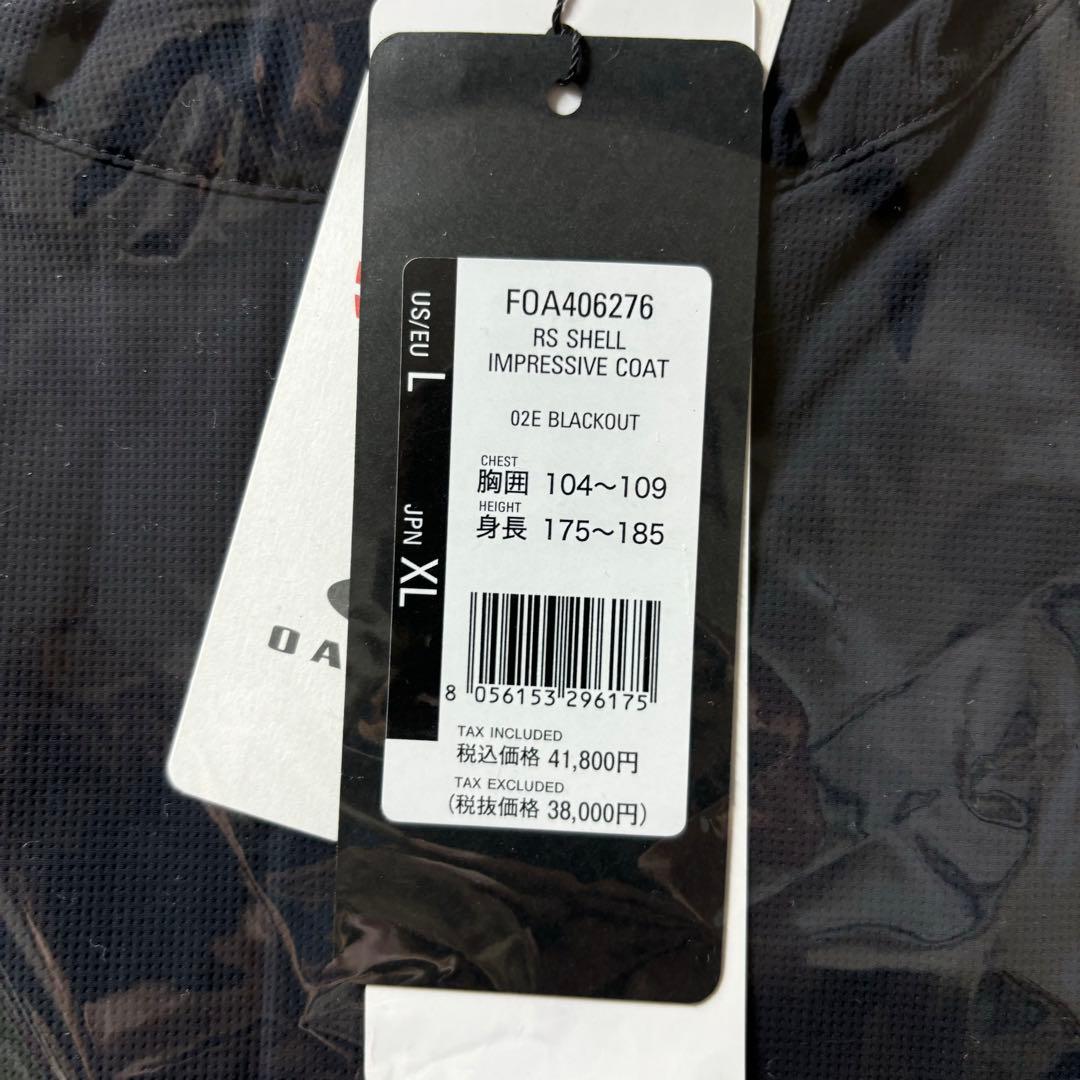 US/EU L
JPN XL
FOA406276
RS SHELL
IMPRESSIVE COAT
02E BLACKOUT
CHEST
胸囲 104〜109
HEIGHT
身長 175〜185
8 056153 296175
TAX INCLUDED
税込価格 41,800円
TAX EXCLUDED
(税抜価格 38,000円)
OA